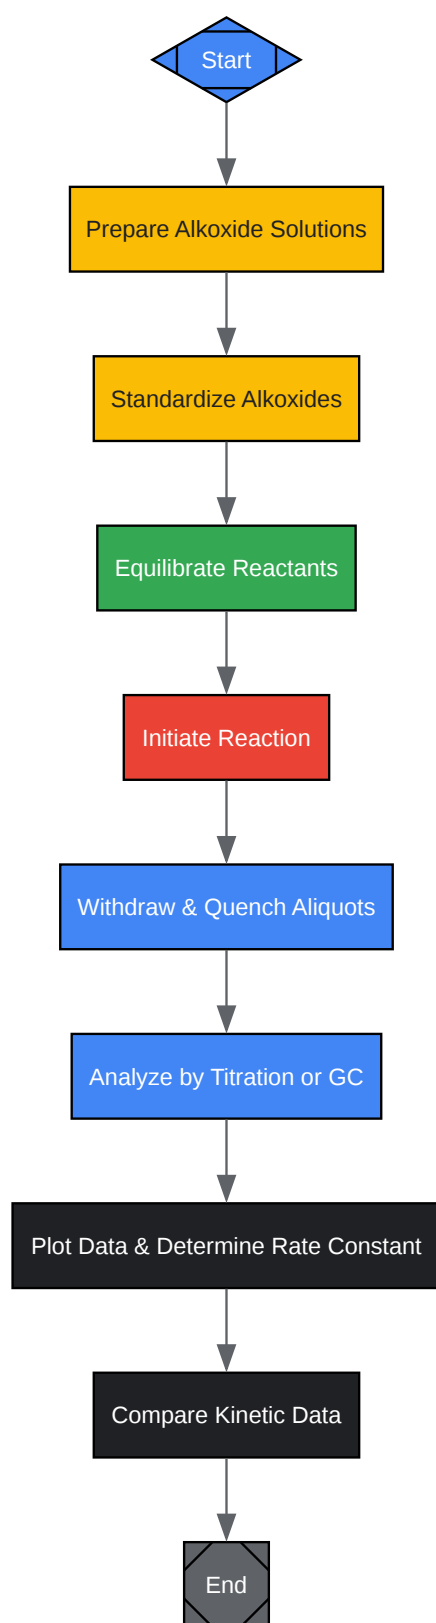 Start
Prepare Alkoxide Solutions
Standardize Alkoxides
Equilibrate Reactants
Initiate Reaction
Withdraw & Quench Aliquots
Analyze by Titration or GC
Plot Data & Determine Rate Constant
Compare Kinetic Data
End